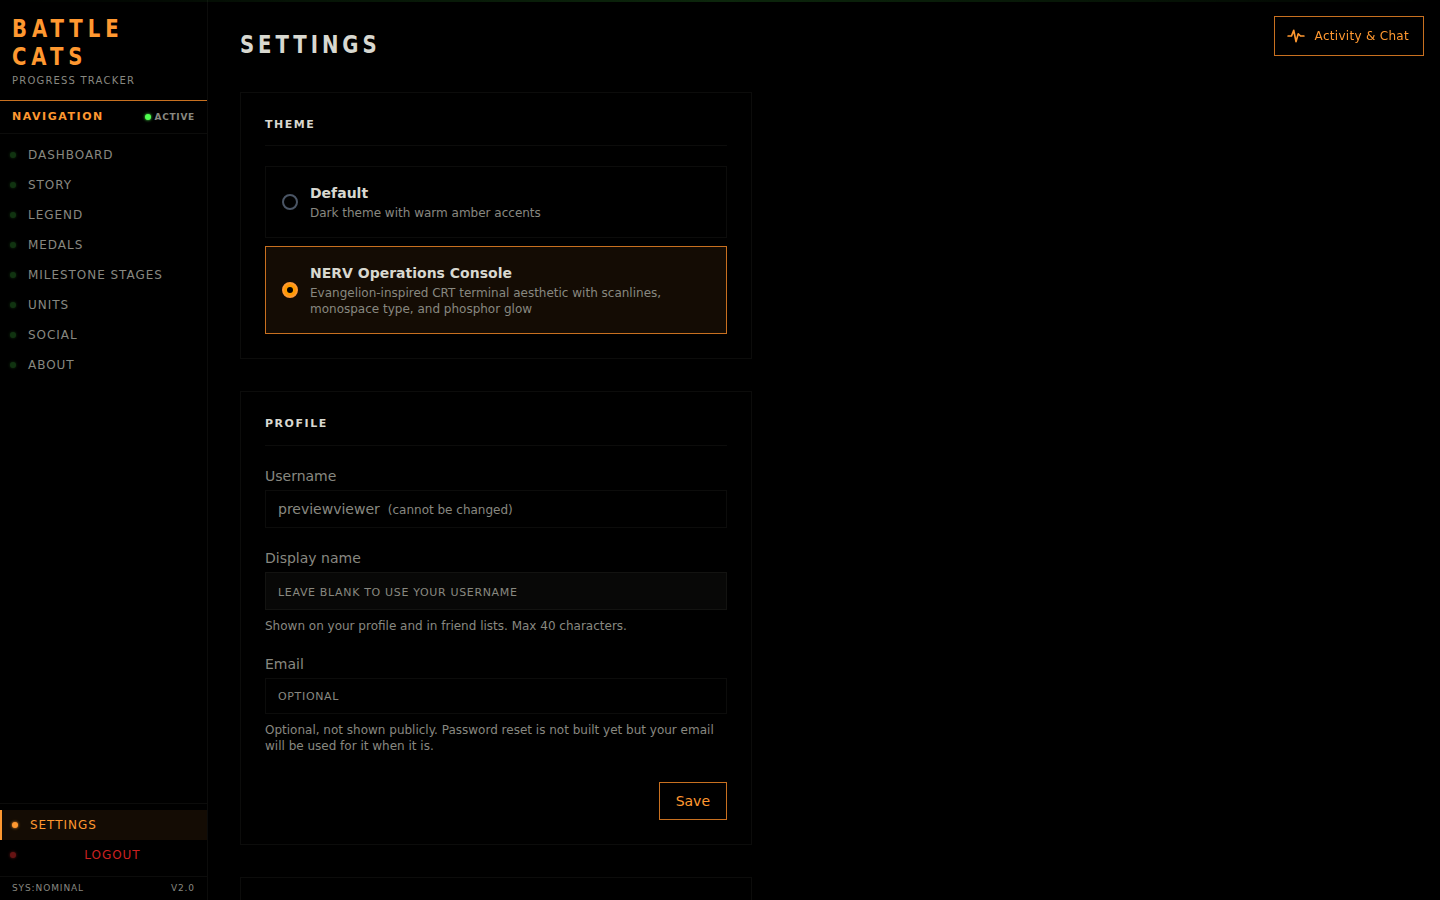 BATTLE
CATS
PROGRESS TRACKER
NAVIGATION
ACTIVE
DASHBOARD
STORY
LEGEND
MEDALS
MILESTONE STAGES
UNITS
SOCIAL
ABOUT
SETTINGS
LOGOUT
SYS:NOMINAL
V2.0
SETTINGS
Activity & Chat
THEME
Default
Dark theme with warm amber accents
NERV Operations Console
Evangelion-inspired CRT terminal aesthetic with scanlines,
monospace type, and phosphor glow
PROFILE
Username
previewviewer (cannot be changed)
Display name
LEAVE BLANK TO USE YOUR USERNAME
Shown on your profile and in friend lists. Max 40 characters.
Email
OPTIONAL
Optional, not shown publicly. Password reset is not built yet but your email
will be used for it when it is.
Save